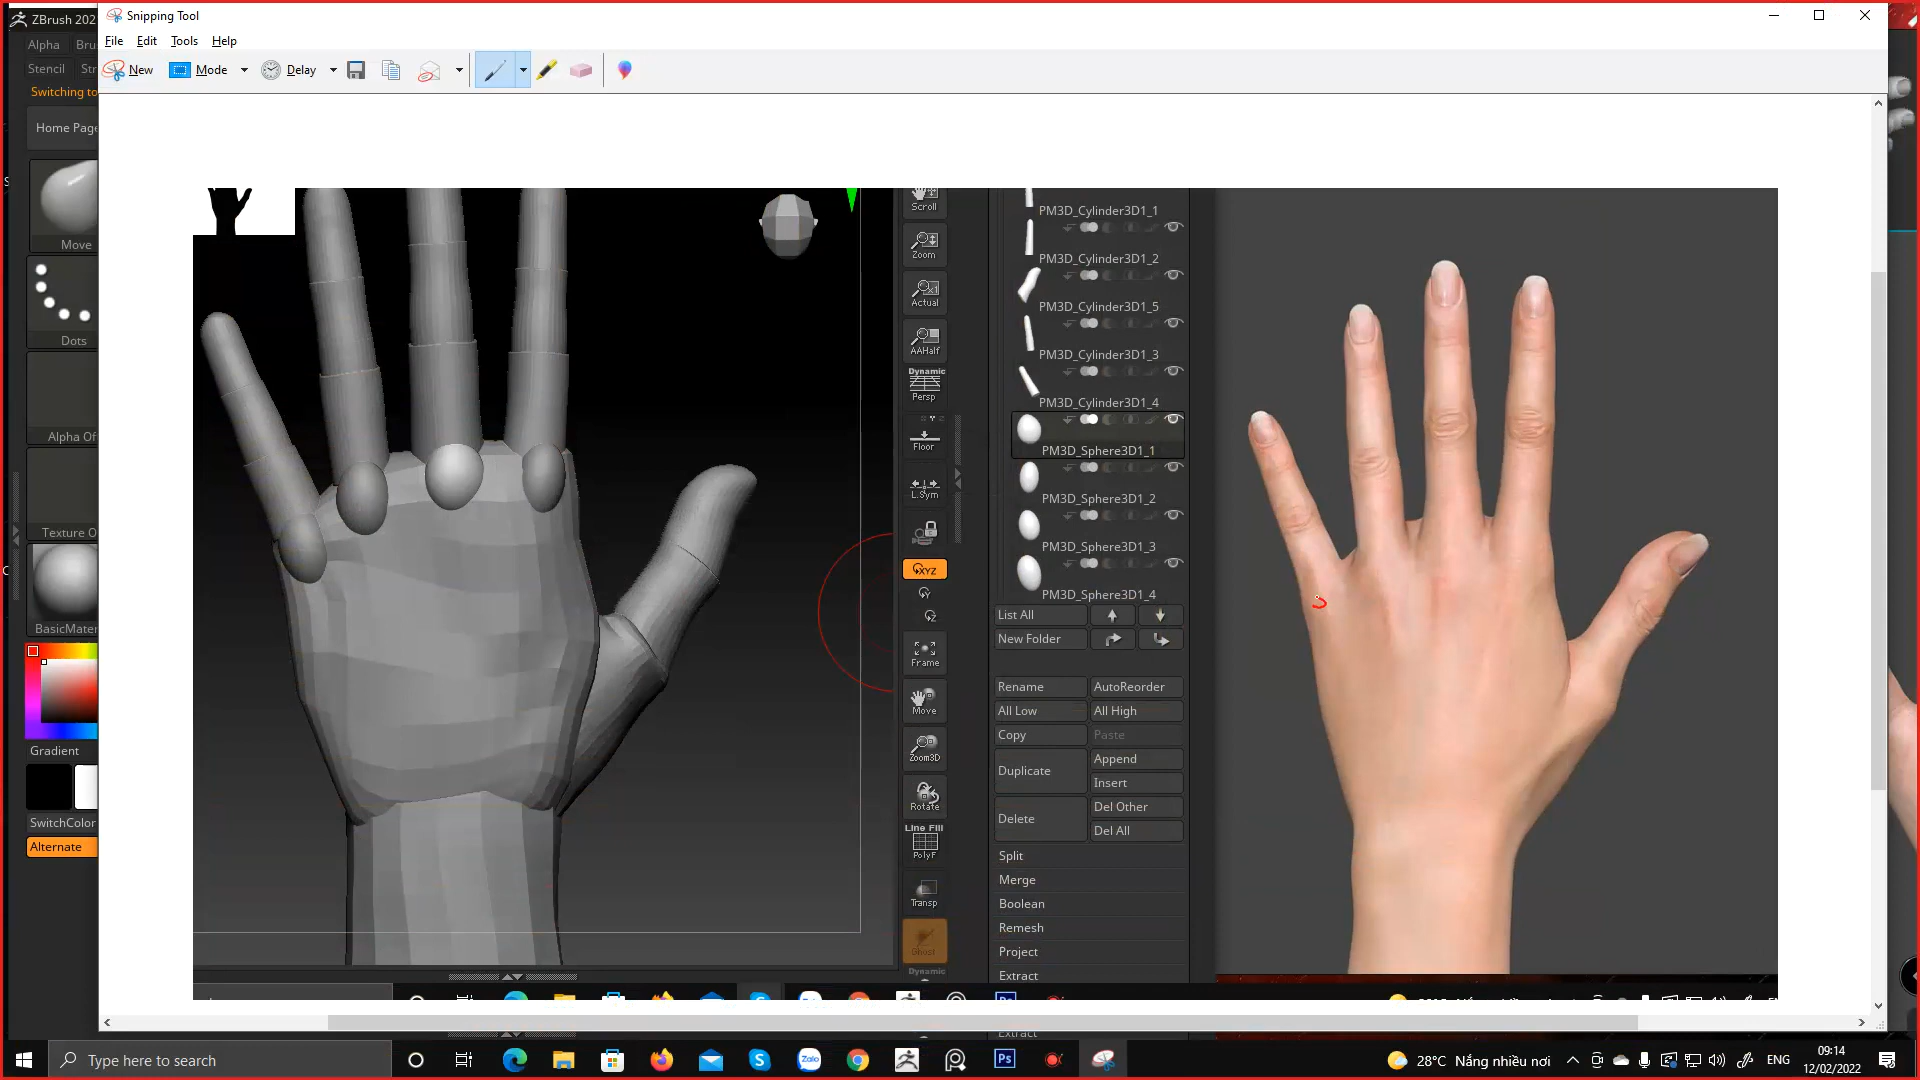 ZBrush 202
Snipping Tool
File Edit Tools Help
Alpha Bru
Stencil Str
New Mode Delay
Switching to
Home Page
Move
Dots
Alpha Of
Texture O
BasicMater
Gradient
SwitchColor
Alternate
Scroll
Zoom
Actual
AAHalf
Dynamic
Persp
Floor
L.Sym
XYZ
Y
Z
Frame
Move
Zoom3D
Rotate
Line Fill
PolyF
Transp
Ghost
Dynamic
PM3D_Cylinder3D1_1
PM3D_Cylinder3D1_2
PM3D_Cylinder3D1_5
PM3D_Cylinder3D1_3
PM3D_Cylinder3D1_4
PM3D_Sphere3D1_1
PM3D_Sphere3D1_2
PM3D_Sphere3D1_3
PM3D_Sphere3D1_4
List All
New Folder
Rename AutoReorder
All Low All High
Copy Paste
Duplicate Append
Insert
Delete Del Other
Del All
Split
Merge
Boolean
Remesh
Project
Extract
Extract
Type here to search
Zalo
Ps
28°C Nắng nhiều nơi
ENG
09:14
12/02/2022